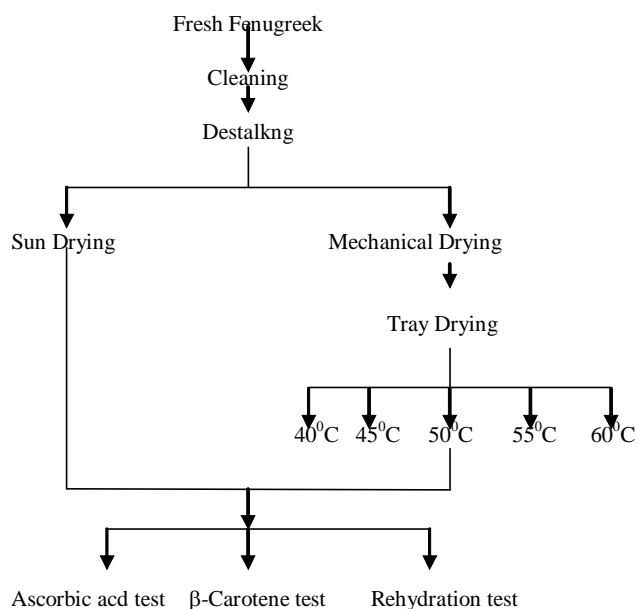 Fresh Fenugreek
Cleaning
Destalkng
Sun Drying Mechanical Drying
Tray Drying
40⁰C 45⁰C 50⁰C 55⁰C 60⁰C
Ascorbic acd test β-Carotene test Rehydration test